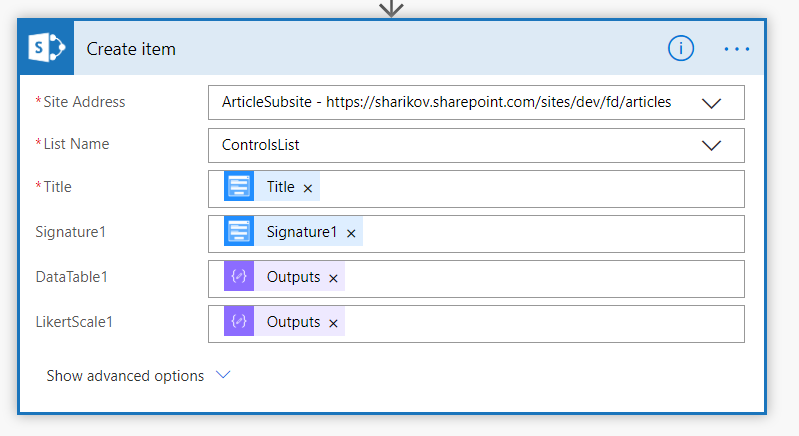 S
Create item
i
...
*Site Address
ArticleSubsite - https://sharikov.sharepoint.com/sites/dev/fd/articles
*List Name
ControlsList
*Title
Title ×
Signature1
Signature1 ×
DataTable1
Outputs ×
LikertScale1
Outputs ×
Show advanced options